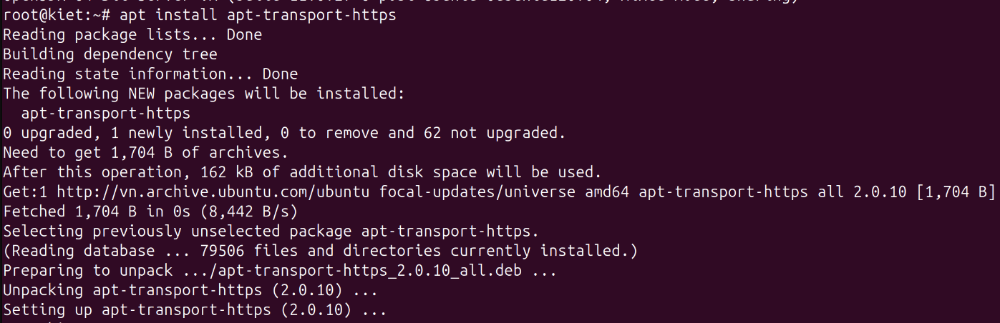 root@kiet:~# apt install apt-transport-https
Reading package lists... Done
Building dependency tree
Reading state information... Done
The following NEW packages will be installed:
  apt-transport-https
0 upgraded, 1 newly installed, 0 to remove and 62 not upgraded.
Need to get 1,704 B of archives.
After this operation, 162 kB of additional disk space will be used.
Get:1 http://vn.archive.ubuntu.com/ubuntu focal-updates/universe amd64 apt-transport-https all 2.0.10 [1,704 B]
Fetched 1,704 B in 0s (8,442 B/s)
Selecting previously unselected package apt-transport-https.
(Reading database ... 79506 files and directories currently installed.)
Preparing to unpack .../apt-transport-https_2.0.10_all.deb ...
Unpacking apt-transport-https (2.0.10) ...
Setting up apt-transport-https (2.0.10) ...